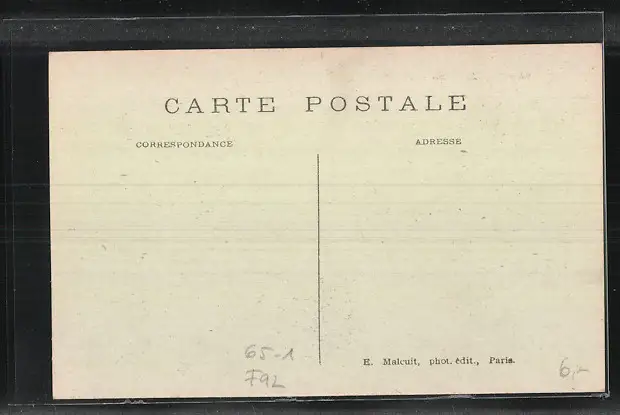 CARTE POSTALE
CORRESPONDANCE
ADRESSE
E. Malcuit, phot. édit., Paris.
65-1
F92
6,-